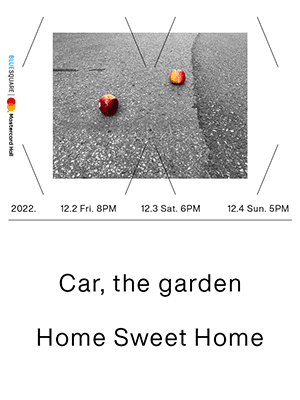 BLUESQUARE | Mastercard Hall
2022. 12.2 Fri. 8PM 12.3 Sat. 6PM 12.4 Sun. 5PM
Car, the garden
Home Sweet Home